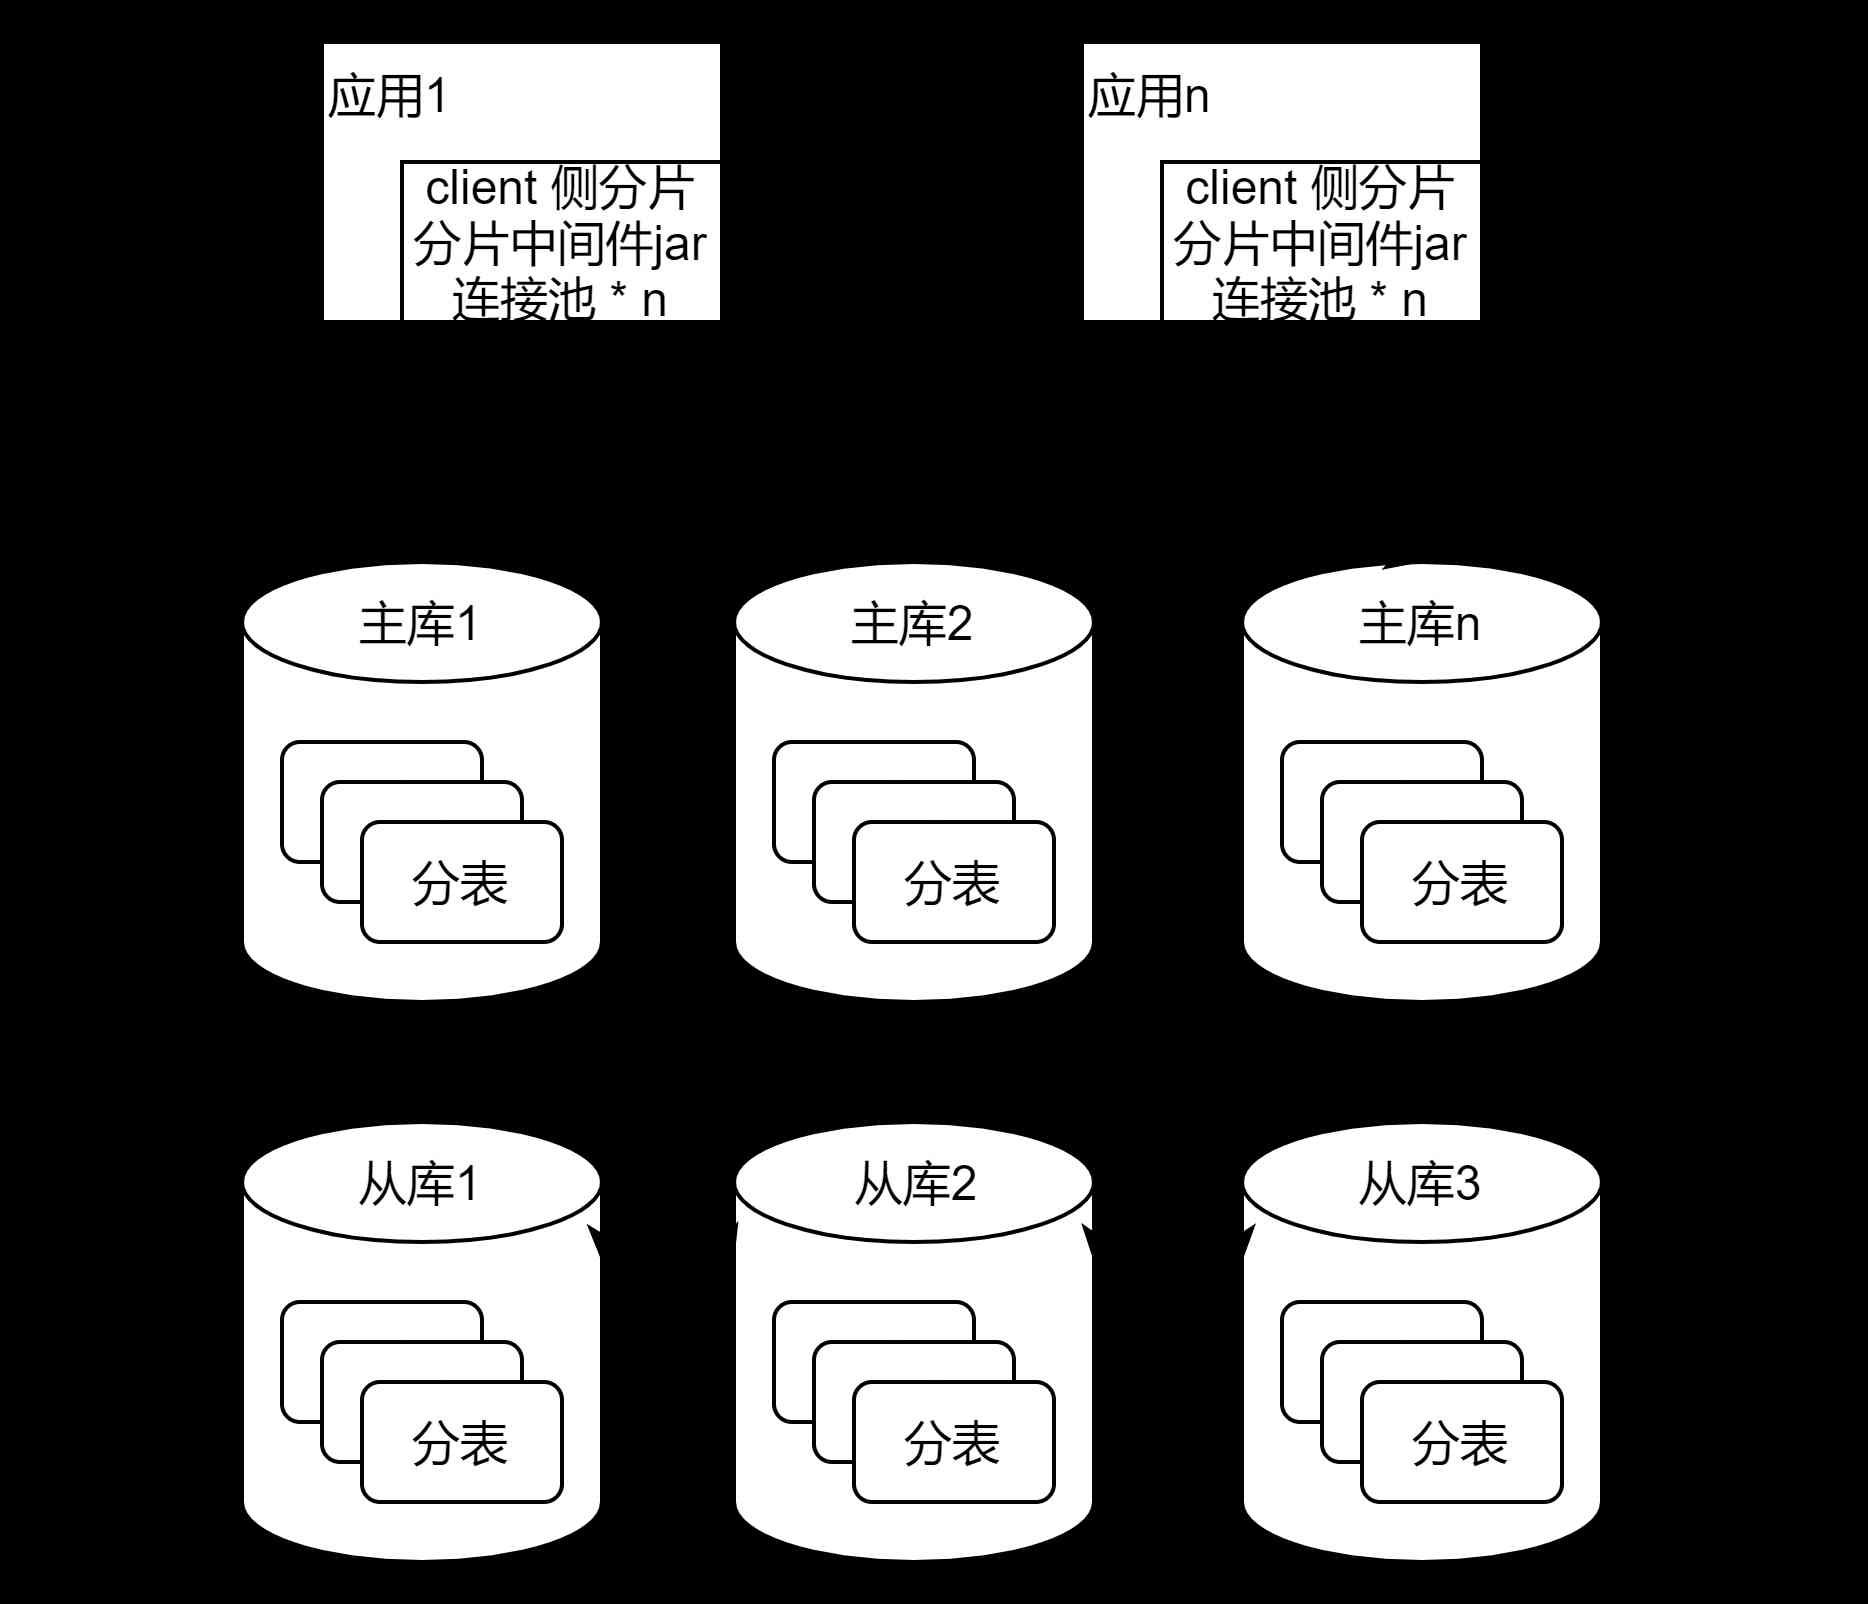 应用1
client 侧分片
分片中间件jar
连接池 * n
应用n
client 侧分片
分片中间件jar
连接池 * n
主库1
主库2
主库n
分表
分表
分表
从库1
从库2
从库3
分表
分表
分表